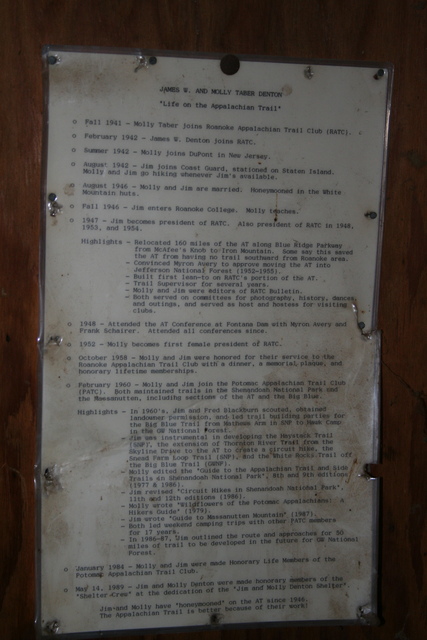 JAMES W. AND MOLLY TABER DENTON
"Life on the Appalachian Trail"
o Fall 1941 - Molly Taber joins Roanoke Appalachian Trail Club (RATC).
o February 1942 - James W. Denton joins RATC.
o Summer 1942 - Molly joins DuPont in New Jersey.
o August 1942 - Jim joins Coast Guard, stationed on Staten Island.
Molly and Jim go hiking whenever Jim's available.
o August 1946 - Jim and Molly are married. Honeymooned in the White
Mountain huts.
o Fall 1946 - Jim enters Roanoke College. Molly teaches.
o 1947 - Jim becomes president of RATC. Also president of RATC in 1948,
1953, and 1954.
Highlights - Relocated 160 miles of the AT along Blue Ridge Parkway
from McAfee's Knob to Iron Mountain. Some say this saved
the AT from having no trail southward from Roanoke area.
- Convinced Myron Avery to approve moving the AT into
Jefferson National Forest (1952-1955).
- Built first lean-to on RATC's portion of the AT.
- Trail Supervisor for several years.
- Molly and Jim were editors of RATC Bulletin.
- Both served on committees for photography, history, dances
and outings, and served as host and hostess for visiting
clubs.
o 1948 - Attended the AT Conference at Fontana Dam with Myron Avery and
Frank Schairer. Attended all conferences since.
o 1952 - Molly becomes first female president of RATC.
o October 1958 - Molly and Jim were honored for their service to the
Roanoke Appalachian Trail Club with a dinner, a memorial plaque, and
honorary lifetime memberships.
o February 1960 - Molly and Jim join the Potomac Appalachian Trail Club
(PATC). Both maintained trails in the Shenandoah National Park and
the Massanutten, including sections of the AT and the Big Blue.
Highlights - In 1960's, Jim and Fred Blackburn scouted, obtained
landowner permission, and led trail building parties for
the Big Blue Trail from Mathews Arm in SNP to Hawk Camp
in the GW National Forest.
- Jim was instrumental in developing the Haystack Trail
(SNP), the extension of Thornton River Trail from the
Skyline Drive to the AT to create a circuit hike, the
Snead Farm Loop Trail (SNP), and the White Rocks Trail off
the Big Blue Trail (GWNF).
- Molly edited the "Guide to the Appalachian Trail and Side
Trails in Shenandoah National Park", 8th and 9th editions
(1977 & 1986).
- Jim revised "Circuit Hikes in Shenandoah National Park",
11th and 12th editions (1986).
- Molly wrote "Wildflowers of the Potomac Appalachians: A
Hikers Guide" (1979).
- Jim wrote "Guide to Massanutten Mountain" (1987).
- Both led weekend camping trips with other PATC members
for 17 years.
- In 1986-87, Jim outlined the route and approaches for 50
miles of trail to be developed in the future for GW National
Forest.
o January 1984 - Jim and Molly were made Honorary Life Members of the
Potomac Appalachian Trail Club.
o May 14, 1989 - Jim and Molly Denton were made honorary members of the
"Shelter Crew" at the dedication of the "Jim and Molly Denton Shelter".
Jim and Molly have "honeymooned" on the AT since 1946.
The Appalachian Trail is better because of their work!